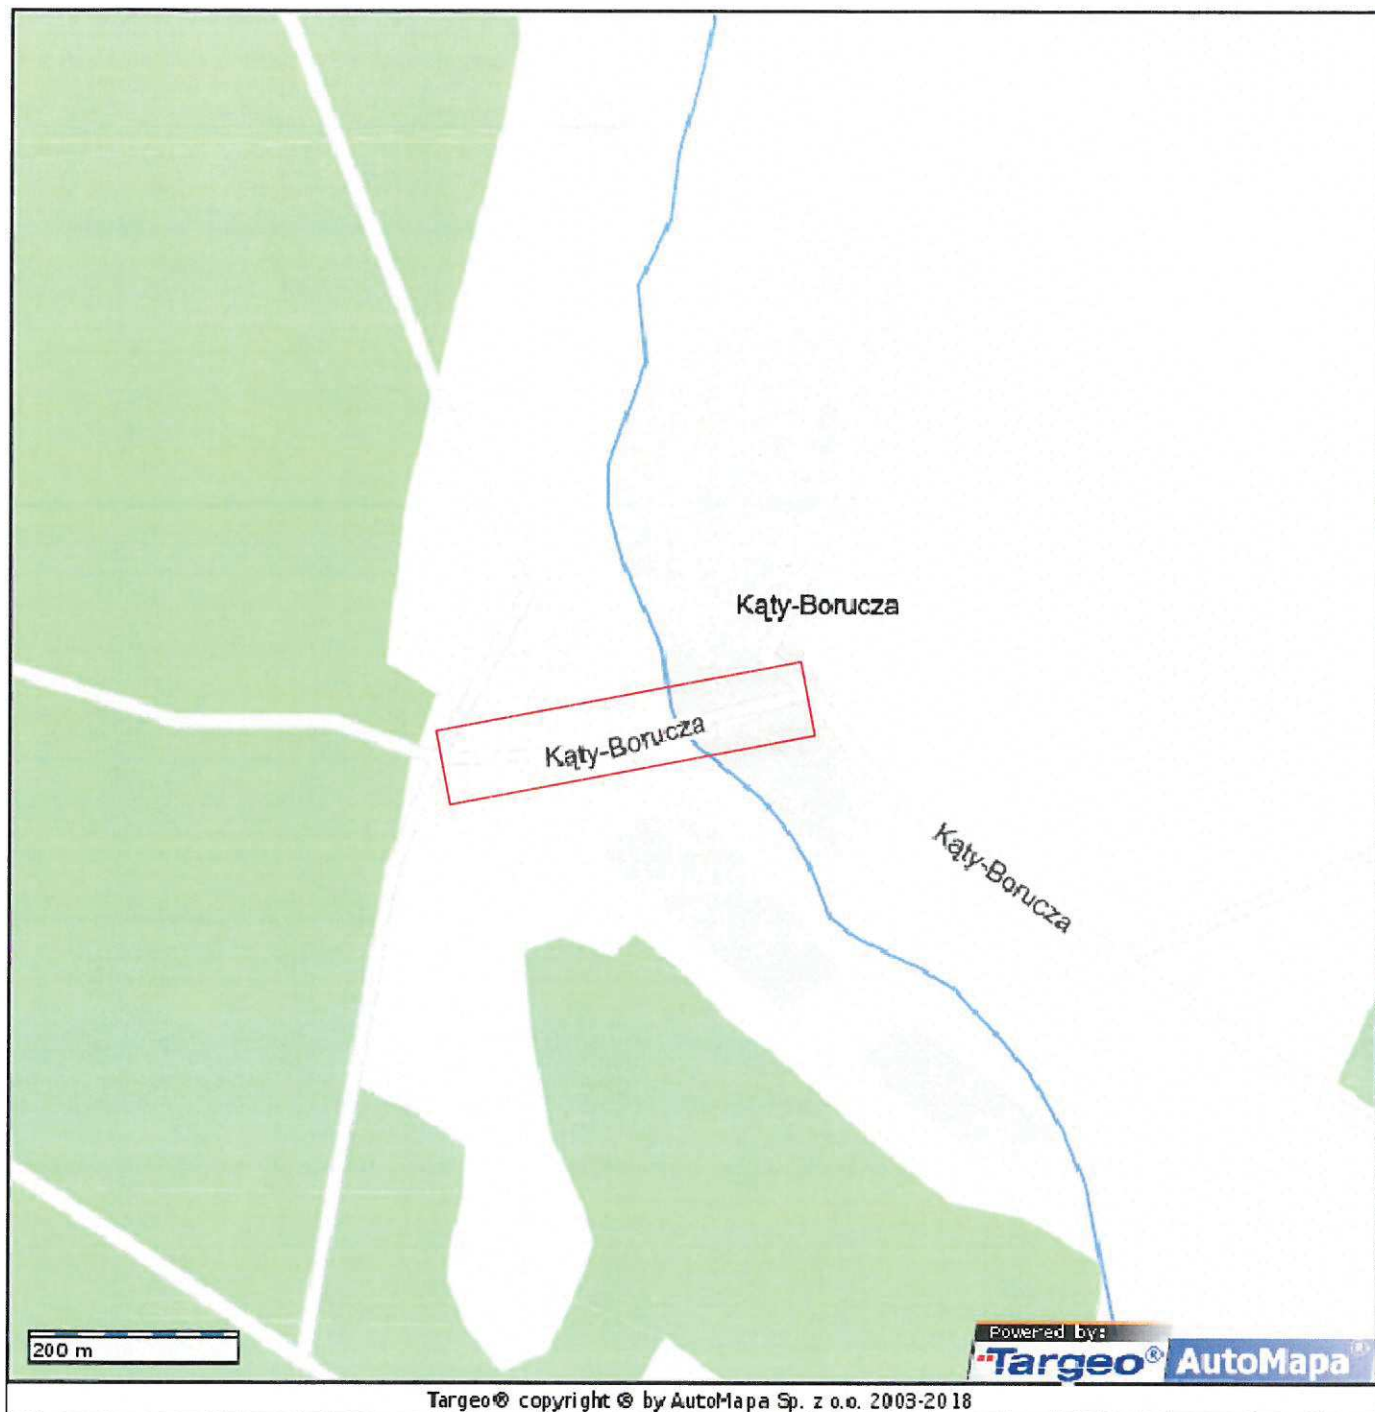 Kąty-Borucza
Kąty-Borucza
Kąty-Borucza
200 m
Powered by:
Targeo® AutoMapa®
Targeo® copyright © by AutoMapa Sp. z o.o. 2003-2018